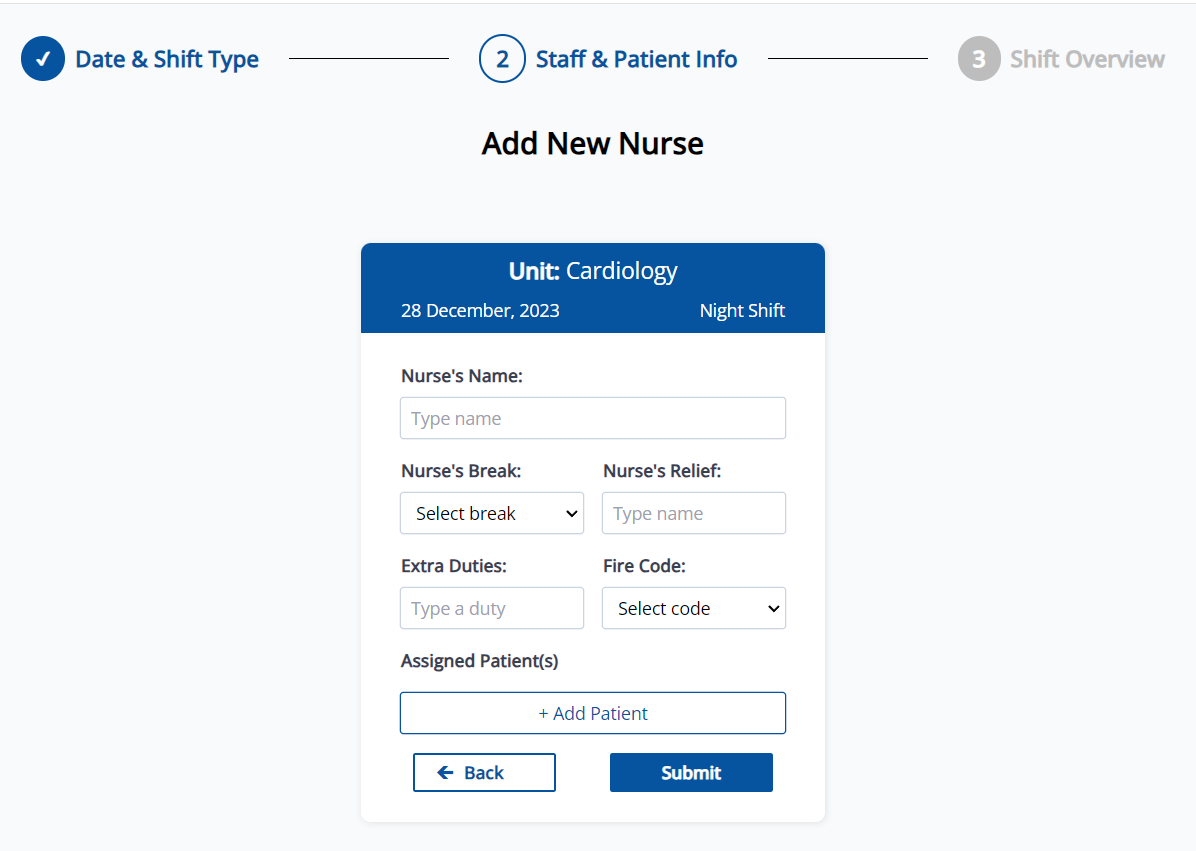 ✓ Date & Shift Type 2 Staff & Patient Info 3 Shift Overview
Add New Nurse
Unit: Cardiology
28 December, 2023 Night Shift
Nurse's Name:
Type name
Nurse's Break: Nurse's Relief:
Select break Type name
Extra Duties: Fire Code:
Type a duty Select code
Assigned Patient(s)
+ Add Patient
← Back Submit